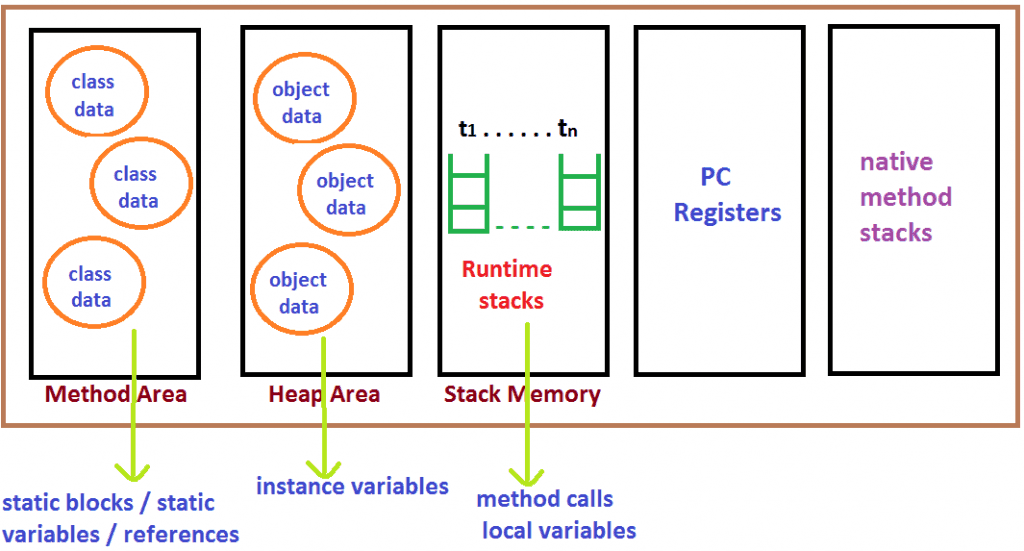 class
data
class
data
class
data
Method Area
object
data
object
data
object
data
Heap Area
t1 . . . . . . tn
Runtime
stacks
Stack Memory
PC
Registers
native
method
stacks
static blocks / static
variables / references
instance variables
method calls
local variables